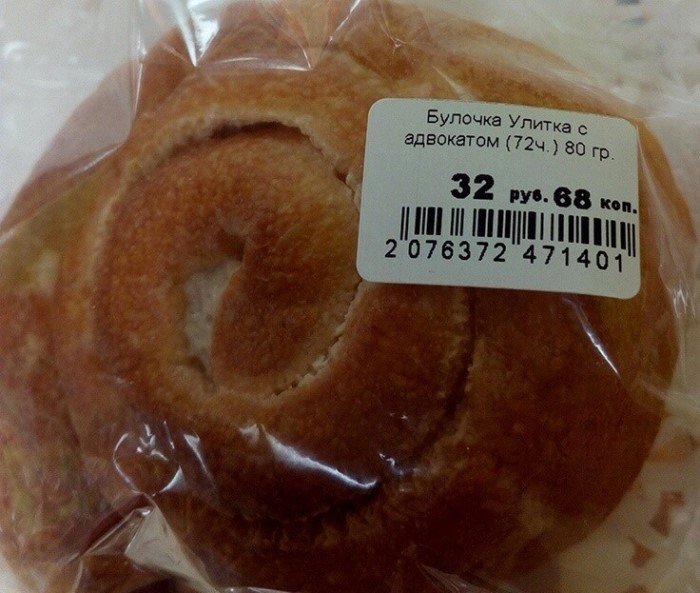 Булочка Улитка с
адвокатом (72ч.) 80 гр.
32 руб. 68 коп.
2 076372 471401